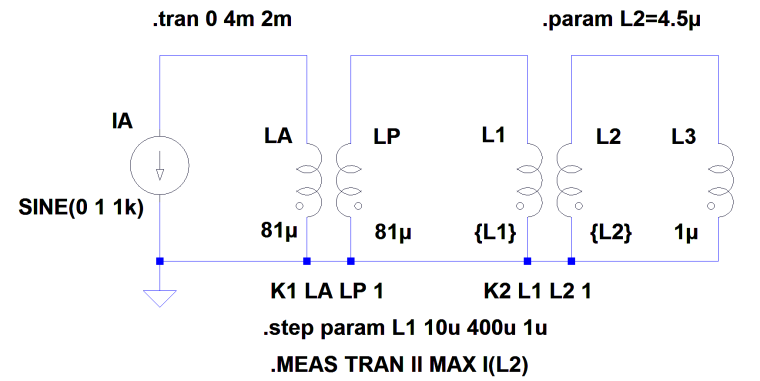 .tran 0 4m 2m
.param L2=4.5µ
IA
LA
LP
L1
L2
L3
SINE(0 1 1k)
81µ
81µ
{L1}
{L2}
1µ
K1 LA LP 1
K2 L1 L2 1
.step param L1 10u 400u 1u
.MEAS TRAN II MAX I(L2)